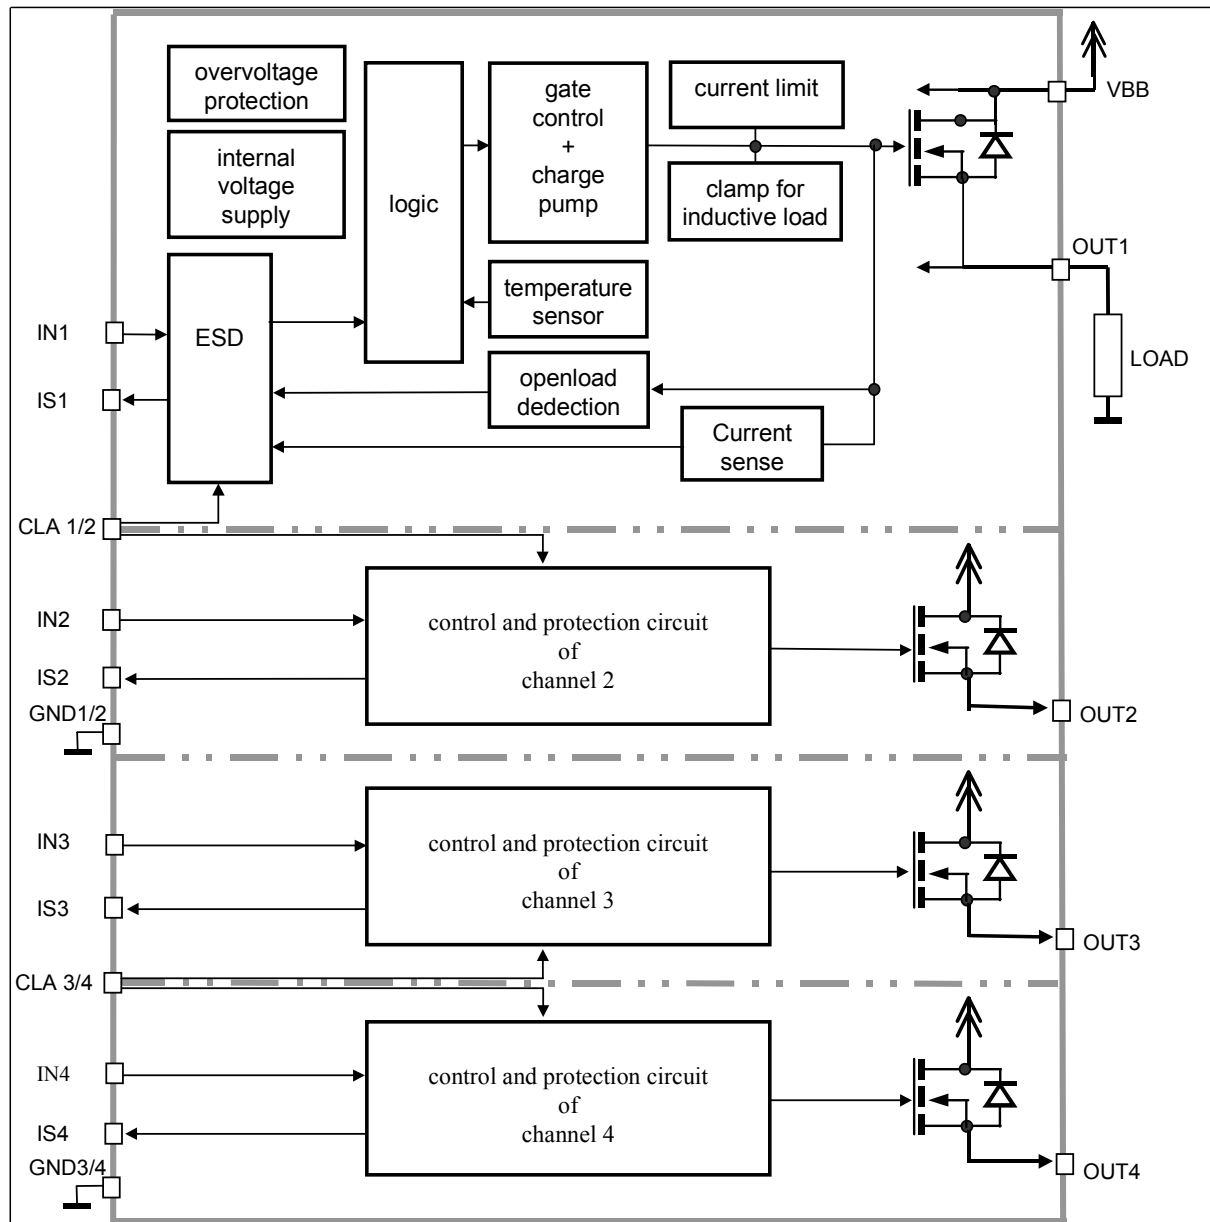 overvoltage
protection
internal
voltage
supply
logic
gate
control
+
charge
pump
current limit
clamp for
inductive load
VBB
OUT1
LOAD
temperature
sensor
ESD
IN1
IS1
openload
dedection
Current
sense
CLA 1/2
IN2
IS2
GND1/2
control and protection circuit
of
channel 2
OUT2
IN3
IS3
control and protection circuit
of
channel 3
OUT3
CLA 3/4
IN4
IS4
GND3/4
control and protection circuit
of
channel 4
OUT4